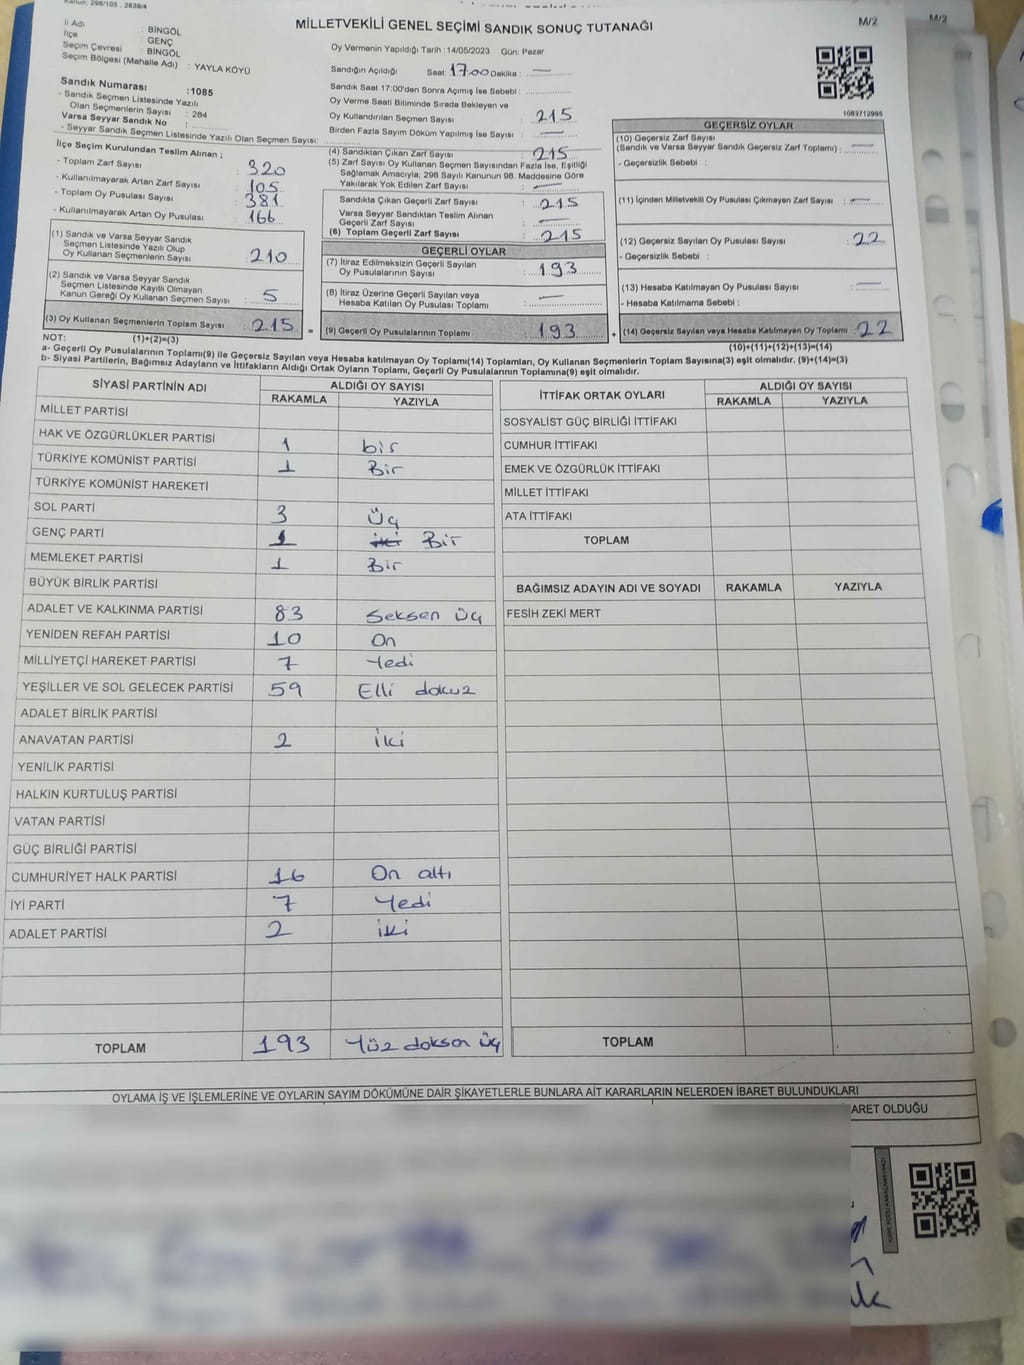 Kanun: 298/105 , 2839/4
İl Adı : BİNGÖL
İlçe : GENÇ
Seçim Çevresi : BİNGÖL
Seçim Bölgesi (Mahalle Adı) : YAYLA KÖYÜ
MİLLETVEKİLİ GENEL SEÇİMİ SANDIK SONUÇ TUTANAĞI
M/2
M/2
Oy Vermenin Yapıldığı Tarih :14/05/2023 Gün: Pazar
Sandığın Açıldığı Saat: 17.00 Dakika : —
Sandık Saat 17:00'den Sonra Açımış İse Sebebi :
Oy Verme Saati Bitiminde Sırada Bekleyen ve
Oy Kullandırılan Seçmen Sayısı : 215
Birden Fazla Sayım Döküm Yapılmış İse Sayısı : —
Sandık Numarası :1085
- Sandık Seçmen Listesinde Yazılı
Olan Seçmenlerin Sayısı : 284
Varsa Seyyar Sandık No :
- Seyyar Sandık Seçmen Listesinde Yazılı Olan Seçmen Sayısı:
İlçe Seçim Kurulundan Teslim Alınan ;
- Toplam Zarf Sayısı : 320
- Kullanılmayarak Artan Zarf Sayısı : 105
- Toplam Oy Pusulası Sayısı : 381
- Kullanılmayarak Artan Oy Pusulası : 166
(1) Sandık ve Varsa Seyyar Sandık
Seçmen Listesinde Yazılı Olup
Oy Kullanan Seçmenlerin Sayısı : 210
(2) Sandık ve Varsa Seyyar Sandık
Seçmen Listesinde Kayıtlı Olmayan
Kanun Gereği Oy Kullanan Seçmen Sayısı : 5
(3) Oy Kullanan Seçmenlerin Toplam Sayısı : 215 =
(4) Sandıktan Çıkan Zarf Sayısı : 215
(5) Zarf Sayısı Oy Kullanan Seçmen Sayısından Fazla İse, Eşitliği
Sağlamak Amacıyla; 298 Sayılı Kanunun 98. Maddesine Göre
Yakılarak Yok Edilen Zarf Sayısı : —
Sandıkta Çıkan Geçerli Zarf Sayısı : 215
Varsa Seyyar Sandıktan Teslim Alınan
Geçerli Zarf Sayısı : —
(6) Toplam Geçerli Zarf Sayısı : 215
GEÇERLİ OYLAR
(7) İtiraz Edilmeksizin Geçerli Sayılan
Oy Pusulalarının Sayısı : 193
(8) İtiraz Üzerine Geçerli Sayılan veya
Hesaba Katılan Oy Pusulası Toplamı : —
(9) Geçerli Oy Pusulalarının Toplamı : 193 +
1083712995
GEÇERSİZ OYLAR
(10) Geçersiz Zarf Sayısı
(Sandık ve Varsa Seyyar Sandık Geçersiz Zarf Toplamı) : —
- Geçersizlik Sebebi :
(11) İçinden Milletvekili Oy Pusulası Çıkmayan Zarf Sayısı : —
(12) Geçersiz Sayılan Oy Pusulası Sayısı : 22
- Geçersizlik Sebebi :
(13) Hesaba Katılmayan Oy Pusulası Sayısı : —
- Hesaba Katılmama Sebebi :
(14) Geçersiz Sayılan veya Hesaba Katılmayan Oy Toplamı : 22
(10)+(11)+(12)+(13)=(14)
NOT: (1)+(2)=(3)
a- Geçerli Oy Pusulalarının Toplamı(9) ile Geçersiz Sayılan veya Hesaba katılmayan Oy Toplamı(14) Toplamları, Oy Kullanan Seçmenlerin Toplam Sayısına(3) eşit olmalıdır. (9)+(14)=(3)
b- Siyasi Partilerin, Bağımsız Adayların ve İttifakların Aldığı Ortak Oyların Toplamı, Geçerli Oy Pusulalarının Toplamına(9) eşit olmalıdır.
SİYASİ PARTİNİN ADI ALDIĞI OY SAYISI
RAKAMLA YAZIYLA
MİLLET PARTİSİ
HAK VE ÖZGÜRLÜKLER PARTİSİ 1 bir
TÜRKİYE KOMÜNİST PARTİSİ 1 Bir
TÜRKİYE KOMÜNİST HAREKETİ
SOL PARTİ 3 Üç
GENÇ PARTİ 1 iki Bir
MEMLEKET PARTİSİ 1 Bir
BÜYÜK BİRLİK PARTİSİ
ADALET VE KALKINMA PARTİSİ 83 Seksen Üç
YENİDEN REFAH PARTİSİ 10 On
MİLLİYETÇİ HAREKET PARTİSİ 7 Yedi
YEŞİLLER VE SOL GELECEK PARTİSİ 59 Elli dokuz
ADALET BİRLİK PARTİSİ
ANAVATAN PARTİSİ 2 iki
YENİLİK PARTİSİ
HALKIN KURTULUŞ PARTİSİ
VATAN PARTİSİ
GÜÇ BİRLİĞİ PARTİSİ
CUMHURİYET HALK PARTİSİ 16 On altı
İYİ PARTİ 7 Yedi
ADALET PARTİSİ 2 iki
TOPLAM 193 Yüz doksan üç
İTTİFAK ORTAK OYLARI ALDIĞI OY SAYISI
RAKAMLA YAZIYLA
SOSYALİST GÜÇ BİRLİĞİ İTTİFAKI
CUMHUR İTTİFAKI
EMEK VE ÖZGÜRLÜK İTTİFAKI
MİLLET İTTİFAKI
ATA İTTİFAKI
TOPLAM
BAĞIMSIZ ADAYIN ADI VE SOYADI RAKAMLA YAZIYLA
FESİH ZEKİ MERT
TOPLAM
OYLAMA İŞ VE İŞLEMLERİNE VE OYLARIN SAYIM DÖKÜMÜNE DAİR ŞİKAYETLERLE BUNLARA AİT KARARLARIN NELERDEN İBARET BULUNDUKLARI
ARET OLDUĞU